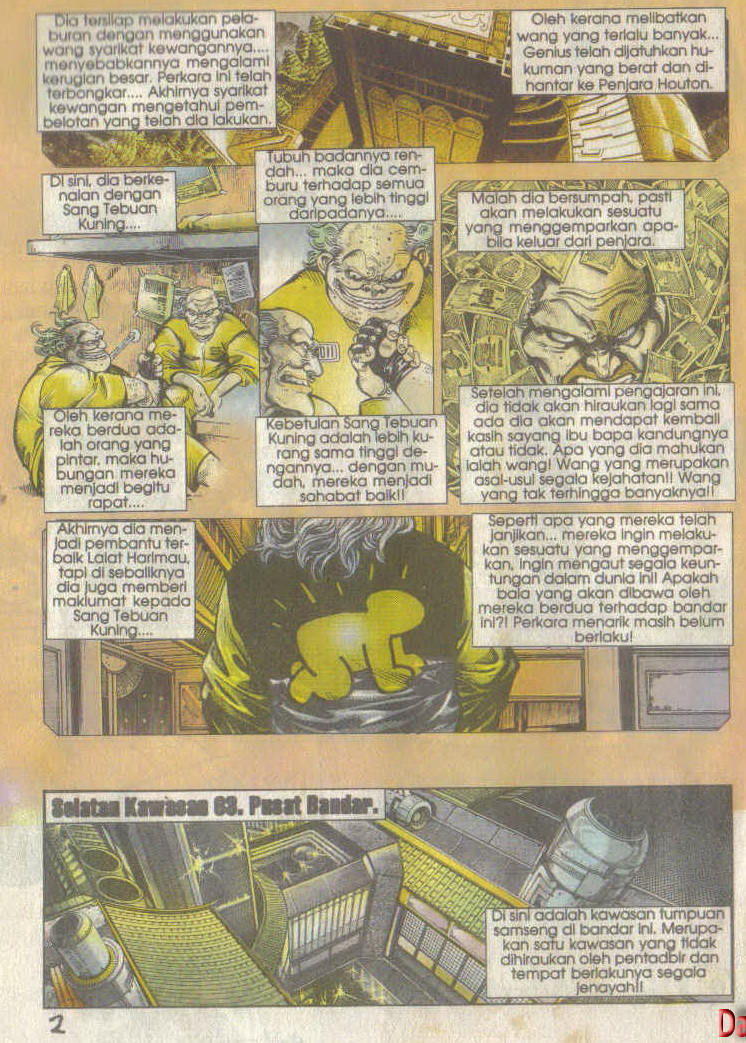 Dia tersilap melakukan pela-
buran dengan menggunakan
wang syarikat kewangannya....
menyebabkannya mengalami
kerugian besar. Perkara ini telah
terbongkar.... Akhirnya syarikat
kewangan mengetahui pem-
belotan yang telah dia lakukan.
Oleh kerana melibatkan
wang yang terlalu banyak...
Genius telah dijatuhkan hu-
kuman yang berat dan di-
hantar ke Penjara Houton.
Di sini, dia berke-
nalan dengan
Sang Tebuan
Kuning....
Tubuh badannya ren-
dah... maka dia cem-
buru terhadap semua
orang yang lebih tinggi
daripadanya....
Malah dia bersumpah, pasti
akan melakukan sesuatu
yang menggemparkan apa-
bila keluar dari penjara.
Oleh kerana me-
reka berdua ada-
lah orang yang
pintar, maka hu-
bungan mereka
menjadi begitu
rapat....
Kebetulan Sang Tebuan
Kuning adalah lebih ku-
rang sama tinggi de-
ngannya... dengan mu-
dah, mereka menjadi
sahabat baik!!
Setelah mengalami pengajaran ini,
dia tidak akan hiraukan lagi sama
ada dia akan mendapat kembali
kasih sayang ibu bapa kandungnya
atau tidak. Apa yang dia mahukan
ialah wang! Wang yang merupakan
asal-usul segala kejahatan!! Wang
yang tak terhingga banyaknya!!
Akhirnya dia men-
jadi pembantu ter-
baik Lalat Harimau,
tapi di sebaliknya
dia juga memberi
maklumat kepada
Sang Tebuan
Kuning....
Seperti apa yang mereka telah
janjikan... mereka ingin melaku-
kan sesuatu yang menggempar-
kan, ingin mengaut segala keun-
tungan dalam dunia ini! Apakah
bala yang akan dibawa oleh
mereka berdua terhadap bandar
ini?! Perkara menarik masih belum
berlaku!
Selatan Kawasan 63. Pusat Bandar.
Di sini adalah kawasan tumpuan
samseng di bandar ini. Merupa-
kan satu kawasan yang tidak
dihiraukan oleh pentadbir dan
tempat berlakunya segala
jenayah!!
2